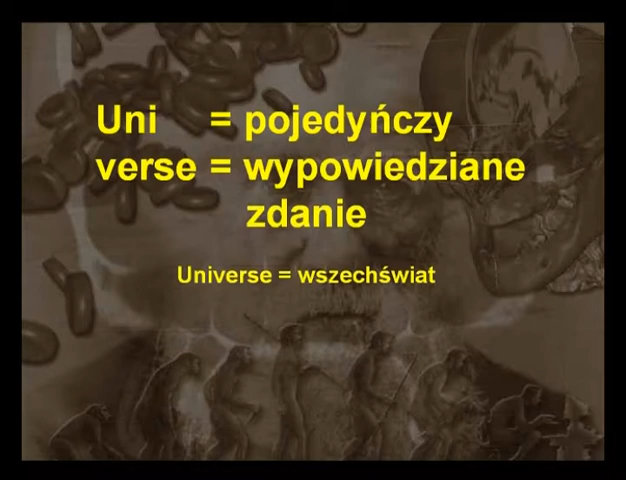 Uni = pojedyńczy
verse = wypowiedziane
zdanie
Universe = wszechświat